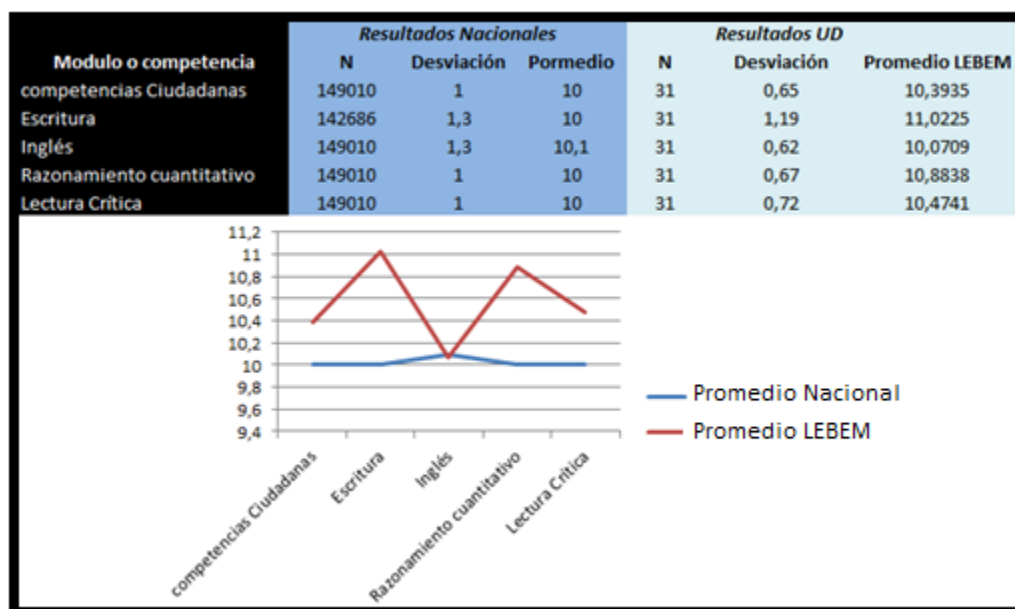 Resultados Nacionales Resultados UD
Modulo o competencia N Desviación Pormedio N Desviación Promedio LEBEM
competencias Ciudadanas 149010 1 10 31 0,65 10,3935
Escritura 142686 1,3 10 31 1,19 11,0225
Inglés 149010 1,3 10,1 31 0,62 10,0709
Razonamiento cuantitativo 149010 1 10 31 0,67 10,8838
Lectura Crítica 149010 1 10 31 0,72 10,4741
11,2
11
10,8
10,6
10,4
10,2
10
9,8
9,6
9,4
competencias Ciudadanas
Escritura
Inglés
Razonamiento cuantitativo
Lectura Crítica
Promedio Nacional
Promedio LEBEM